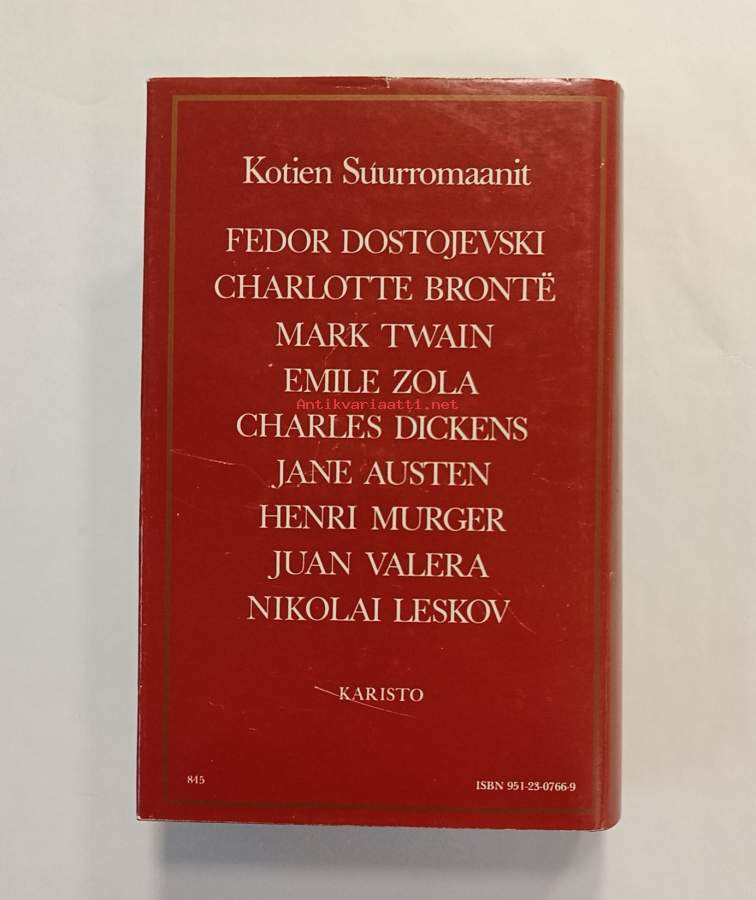 Kotien Suurromaanit
FEDOR DOSTOJEVSKI
CHARLOTTE BRONTË
MARK TWAIN
EMILE ZOLA
Antikvariaatti.net
CHARLES DICKENS
JANE AUSTEN
HENRI MURGER
JUAN VALERA
NIKOLAI LESKOV
KARISTO
845
ISBN 951-23-0766-9